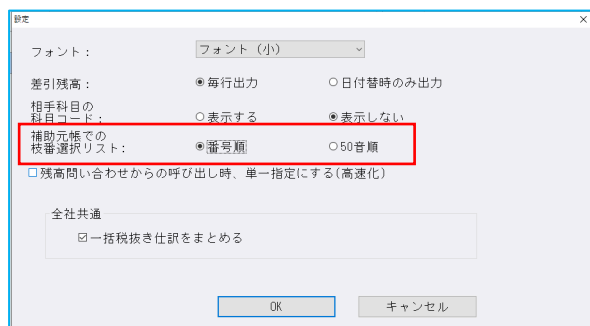 設定
フォント：
フォント（小）
差引残高：
毎行出力
日付替時のみ出力
相手科目の
科目コード：
表示する
表示しない
補助元帳での
枝番選択リスト：
番号順
50音順
残高問い合わせからの呼び出し時、単一指定にする(高速化)
全社共通
一括税抜き仕訳をまとめる
OK
キャンセル